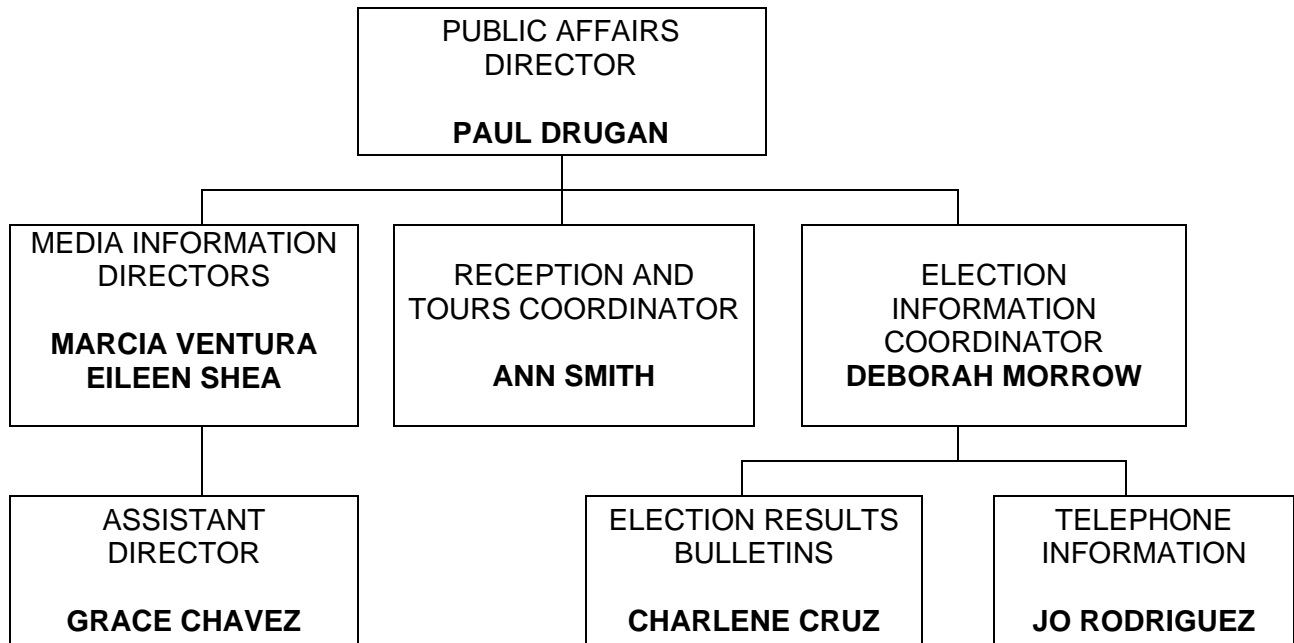 PUBLIC AFFAIRS
DIRECTOR
PAUL DRUGAN
MEDIA INFORMATION
DIRECTORS
MARCIA VENTURA
EILEEN SHEA
RECEPTION AND
TOURS COORDINATOR
ANN SMITH
ELECTION
INFORMATION
COORDINATOR
DEBORAH MORROW
ASSISTANT
DIRECTOR
GRACE CHAVEZ
ELECTION RESULTS
BULLETINS
CHARLENE CRUZ
TELEPHONE
INFORMATION
JO RODRIGUEZ